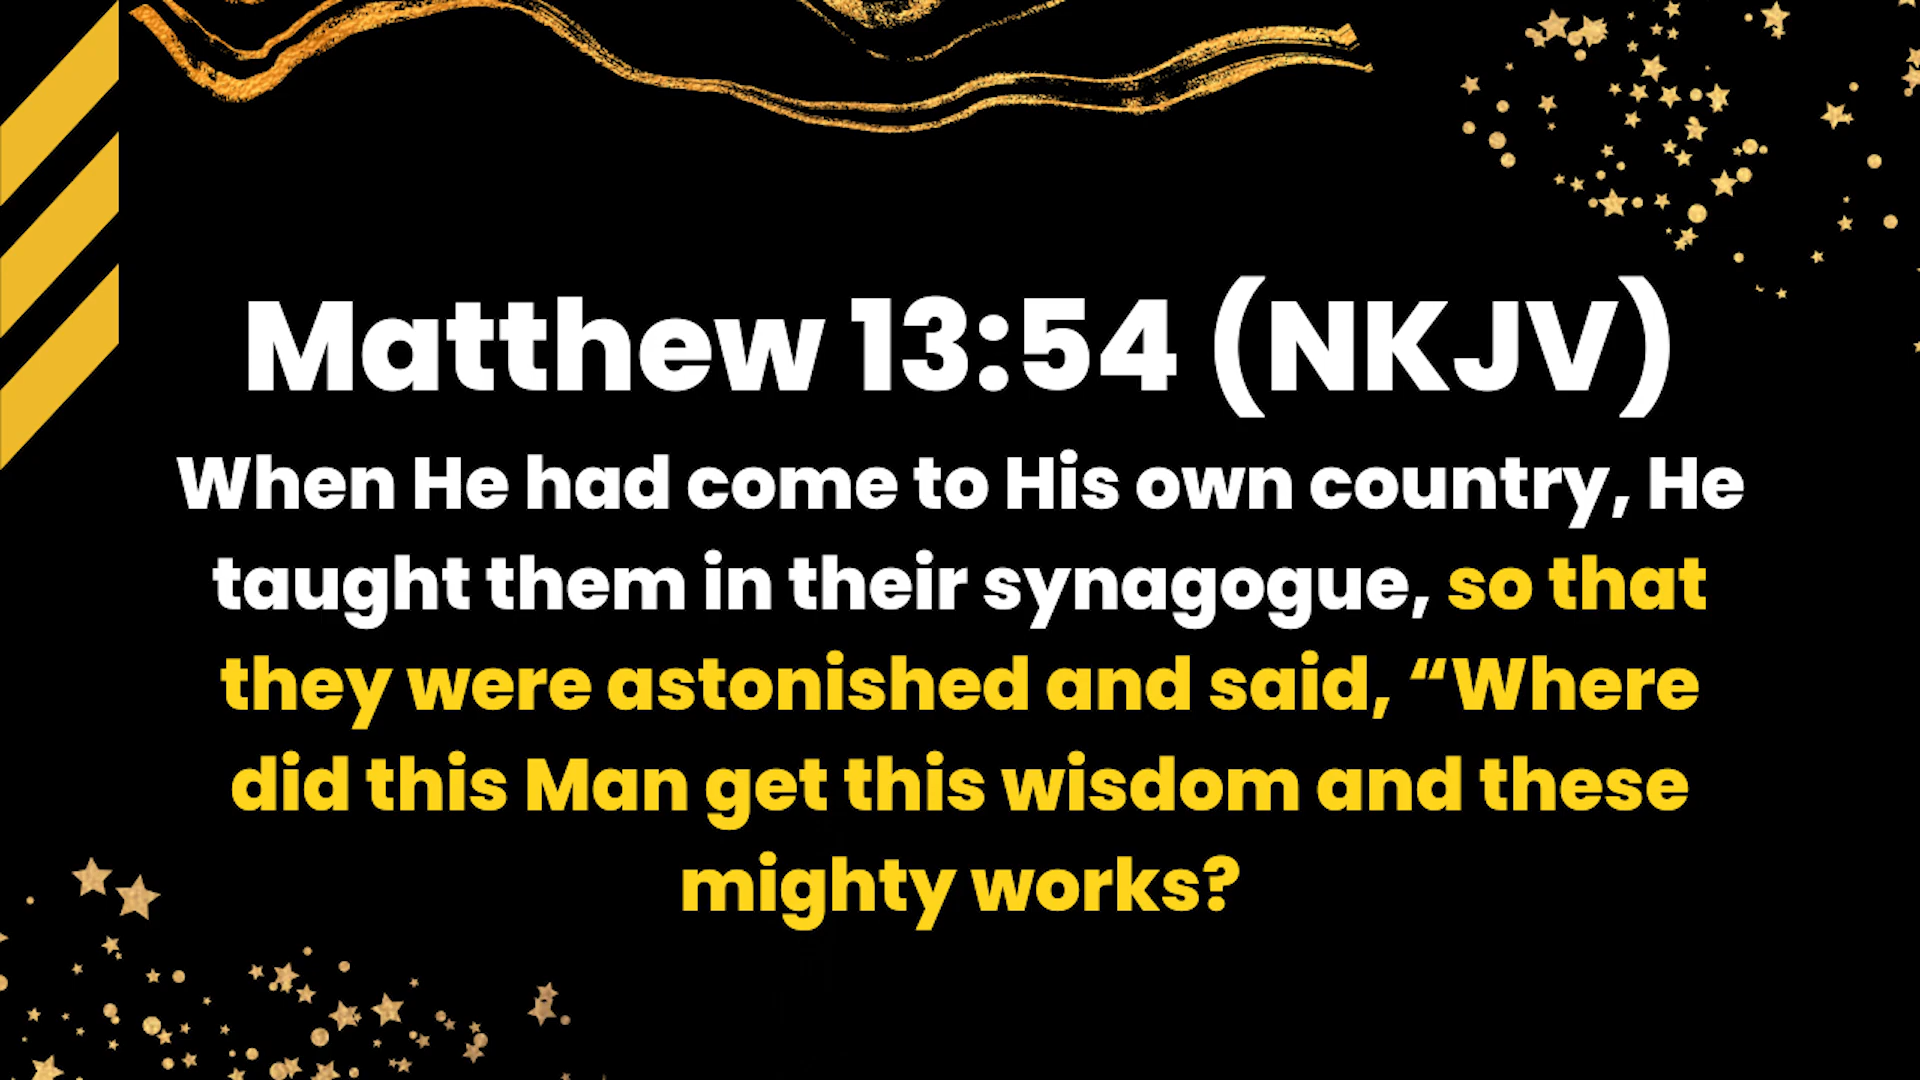 Matthew 13:54 (NKJV)
When He had come to His own country, He
taught them in their synagogue, so that
they were astonished and said, “Where
did this Man get this wisdom and these
mighty works?